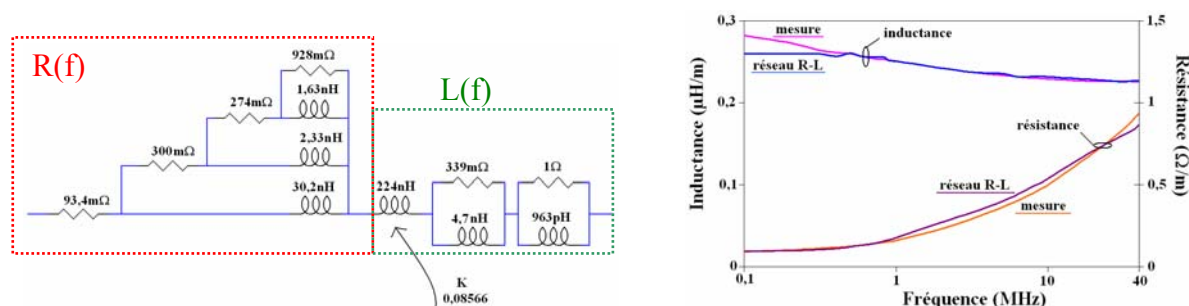 R(f)
928mΩ
1,63nH
274mΩ
L(f)
2,33nH
300mΩ
339mΩ
1Ω
30,2nH
224nH
93,4mΩ
4,7nH
963pH
K
0,08566
0,3
1,5
mesure
inductance
réseau R-L
0,2
1
résistance
0,1
0,5
réseau R-L
mesure
0
0
0,1
1
10
40
Inductance (µH/m)
Résistance (Ω/m)
Fréquence (MHz)